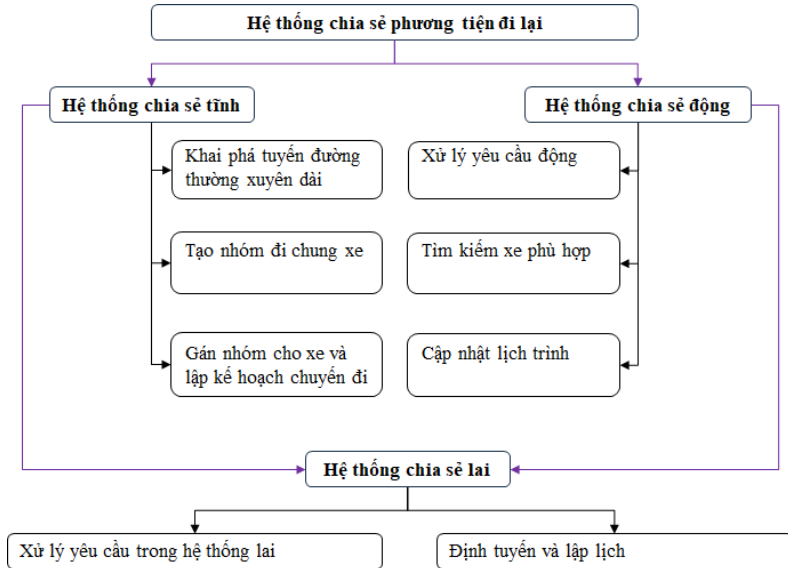 Hệ thống chia sẻ phương tiện đi lại
Hệ thống chia sẻ tĩnh
Hệ thống chia sẻ động
Khai phá tuyến đường
thường xuyên dài
Xử lý yêu cầu động
Tạo nhóm đi chung xe
Tìm kiếm xe phù hợp
Gán nhóm cho xe và
lập kế hoạch chuyến đi
Cập nhật lịch trình
Hệ thống chia sẻ lai
Xử lý yêu cầu trong hệ thống lai
Định tuyến và lập lịch